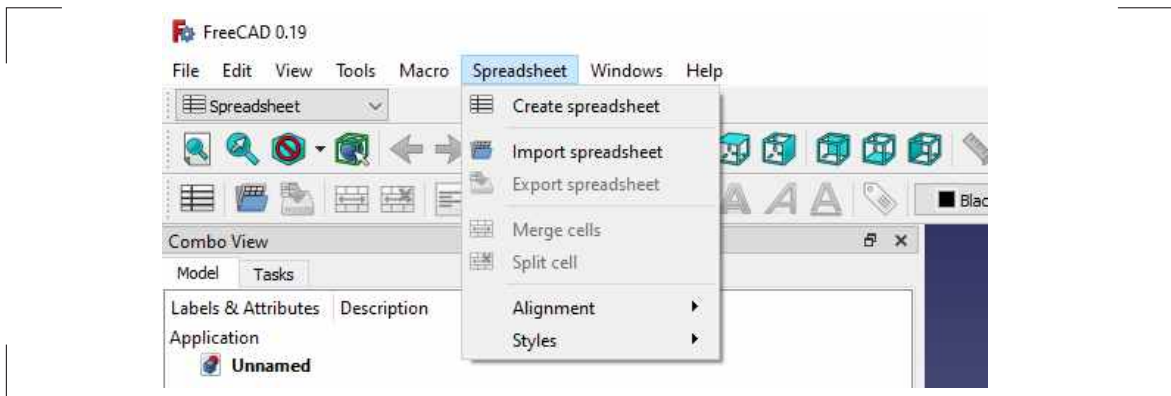 FreeCAD 0.19
File Edit View Tools Macro Spreadsheet Windows Help
Spreadsheet
Create spreadsheet
Import spreadsheet
Export spreadsheet
Merge cells
Split cell
Alignment
Styles
A A A
Combo View
Model Tasks
Labels & Attributes Description
Application
Unnamed